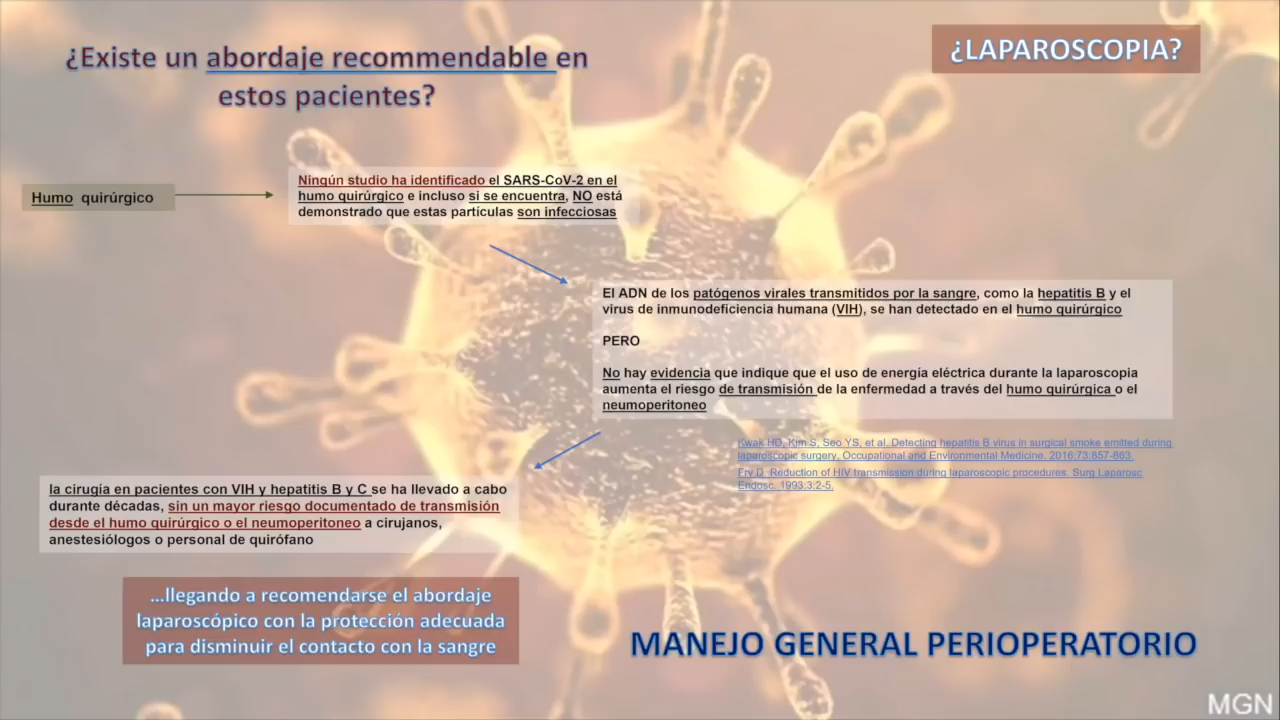 ¿Existe un abordaje recommendable en
estos pacientes?
¿LAPAROSCOPIA?
Humo quirúrgico
Ningún studio ha identificado el SARS-CoV-2 en el
humo quirúrgico e incluso si se encuentra, NO está
demostrado que estas partículas son infecciosas
El ADN de los patógenos virales transmitidos por la sangre, como la hepatitis B y el
virus de inmunodeficiencia humana (VIH), se han detectado en el humo quirúrgico
PERO
No hay evidencia que indique que el uso de energía eléctrica durante la laparoscopia
aumenta el riesgo de transmisión de la enfermedad a través del humo quirúrgica o el
neumoperitoneo
Kwak HD, Kim S, Seo YS, et al. Detecting hepatitis B virus in surgical smoke emitted during
laparoscopic surgery. Occupational and Environmental Medicine. 2016;73:857-863.
Fry D. Reduction of HIV transmission during laparoscopic procedures. Surg Laparosc
Endosc. 1993;3:2-5.
la cirugía en pacientes con VIH y hepatitis B y C se ha llevado a cabo
durante décadas, sin un mayor riesgo documentado de transmisión
desde el humo quirúrgico o el neumoperitoneo a cirujanos,
anestesiólogos o personal de quirófano
...llegando a recomendarse el abordaje
laparoscópico con la protección adecuada
para disminuir el contacto con la sangre
MANEJO GENERAL PERIOPERATORIO
MGN